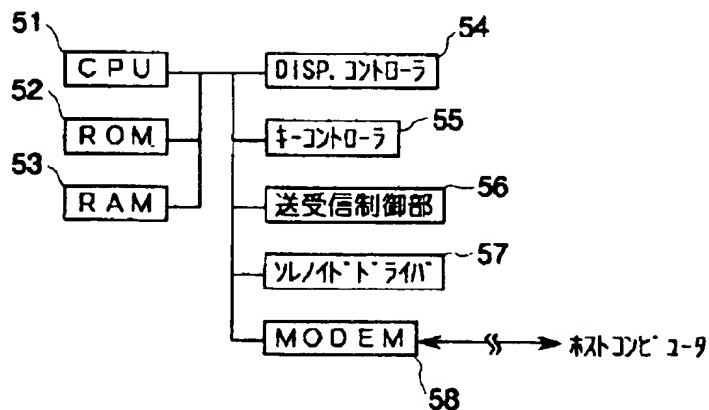 51
CPU
52
ROM
53
RAM
54
DISP.コントローラ
55
キーコントローラ
56
送受信制御部
57
ソレノイドドライバ
MODEM
58
ホストコンピュータ